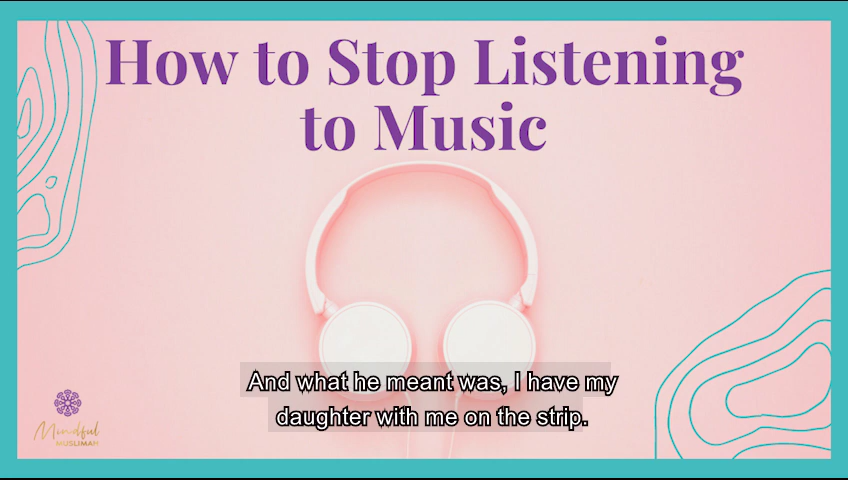 How to Stop Listening
to Music
And what he meant was, I have my
daughter with me on the strip.
Mindful
MUSLIMAH